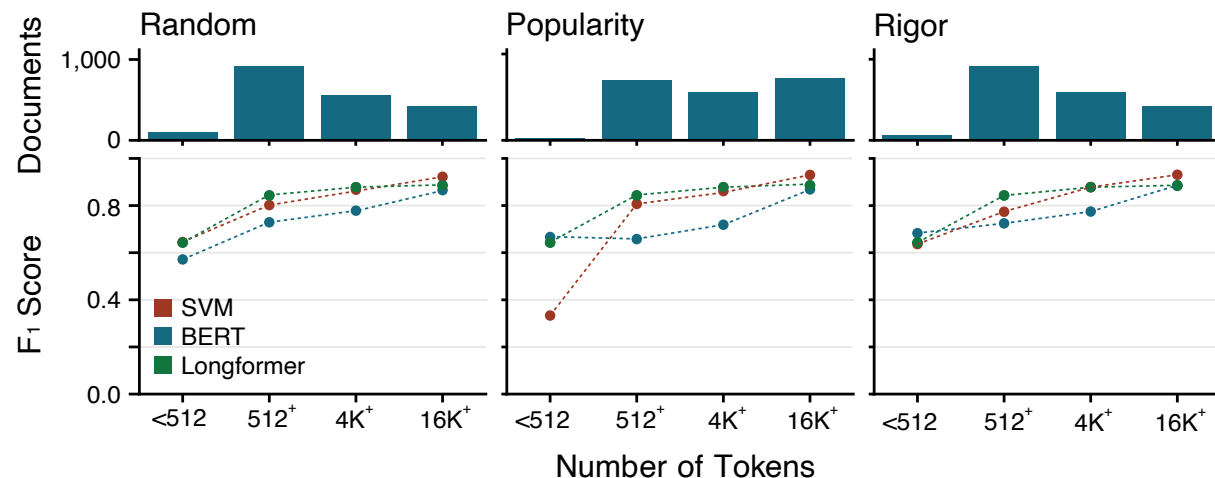 Random
Popularity
Rigor
Documents
1,000
0
F₁ Score
0.8
0.4
0.0
SVM
BERT
Longformer
<512 512⁺ 4K⁺ 16K⁺
<512 512⁺ 4K⁺ 16K⁺
<512 512⁺ 4K⁺ 16K⁺
Number of Tokens